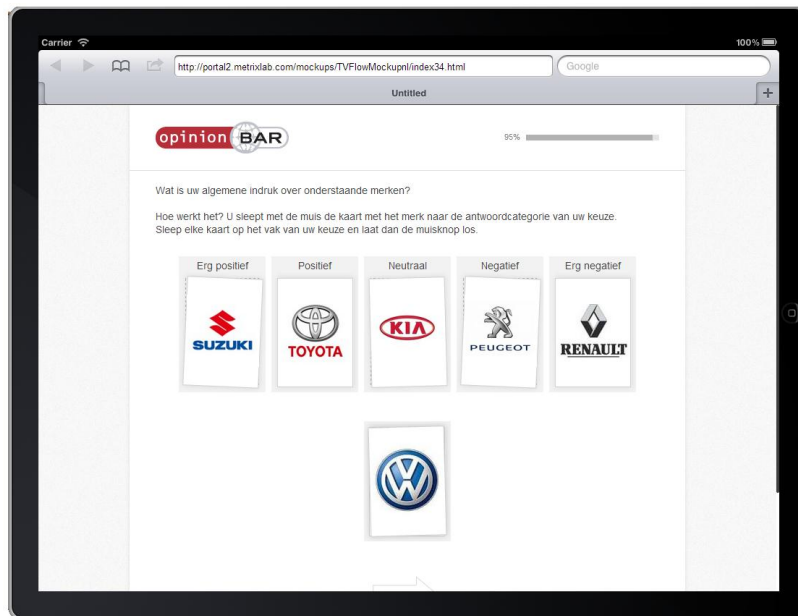 Carrier
100%
http://portal2.metrixlab.com/mockups/TVFlowMockupnl/index34.html
Google
Untitled
+
opinion BAR
95%
Wat is uw algemene indruk over onderstaande merken?
Hoe werkt het? U sleept met de muis de kaart met het merk naar de antwoordcategorie van uw keuze.
Sleep elke kaart op het vak van uw keuze en laat dan de muisknop los.
Erg positief
Positief
Neutraal
Negatief
Erg negatief
SUZUKI
TOYOTA
KIA
PEUGEOT
RENAULT
VW